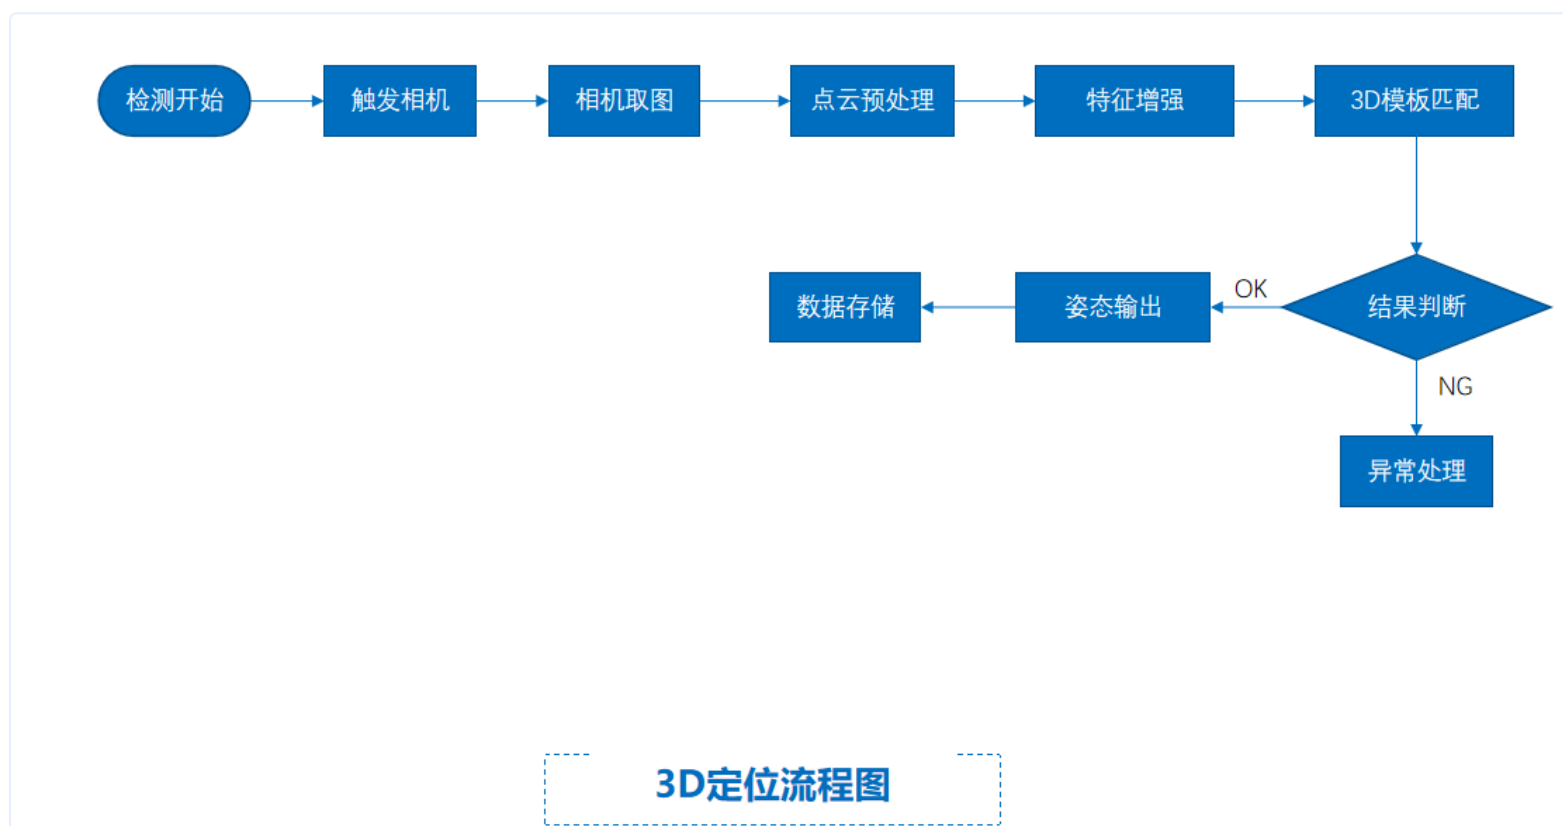 检测开始
触发相机
相机取图
点云预处理
特征增强
3D模板匹配
结果判断
OK
姿态输出
数据存储
NG
异常处理
3D定位流程图